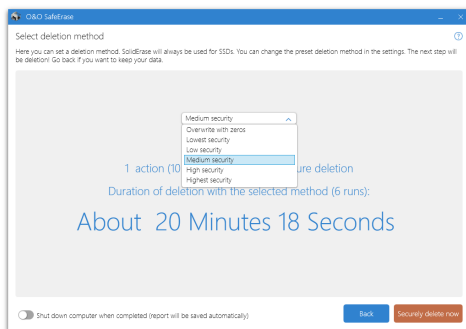 O&O SafeErase
Select deletion method
Here you can set a deletion method. SolidErase will always be used for SSDs. You can change the preset deletion method in the settings. The next step will
be deletion! Go back if you want to keep your data.
Medium security
Overwrite with zeros
Lowest security
Low security
Medium security
High security
Highest security
1 action (10 ure deletion
Duration of deletion with the selected method (6 runs):
About 20 Minutes 18 Seconds
Shut down computer when completed (report will be saved automatically)
Back
Securely delete now